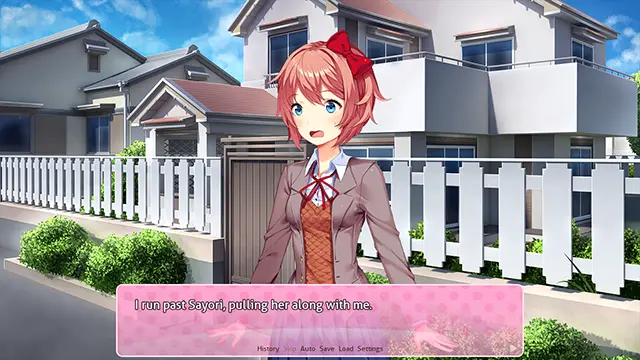 I run past Sayori, pulling her along with me.
History Skip Auto Save Load Settings